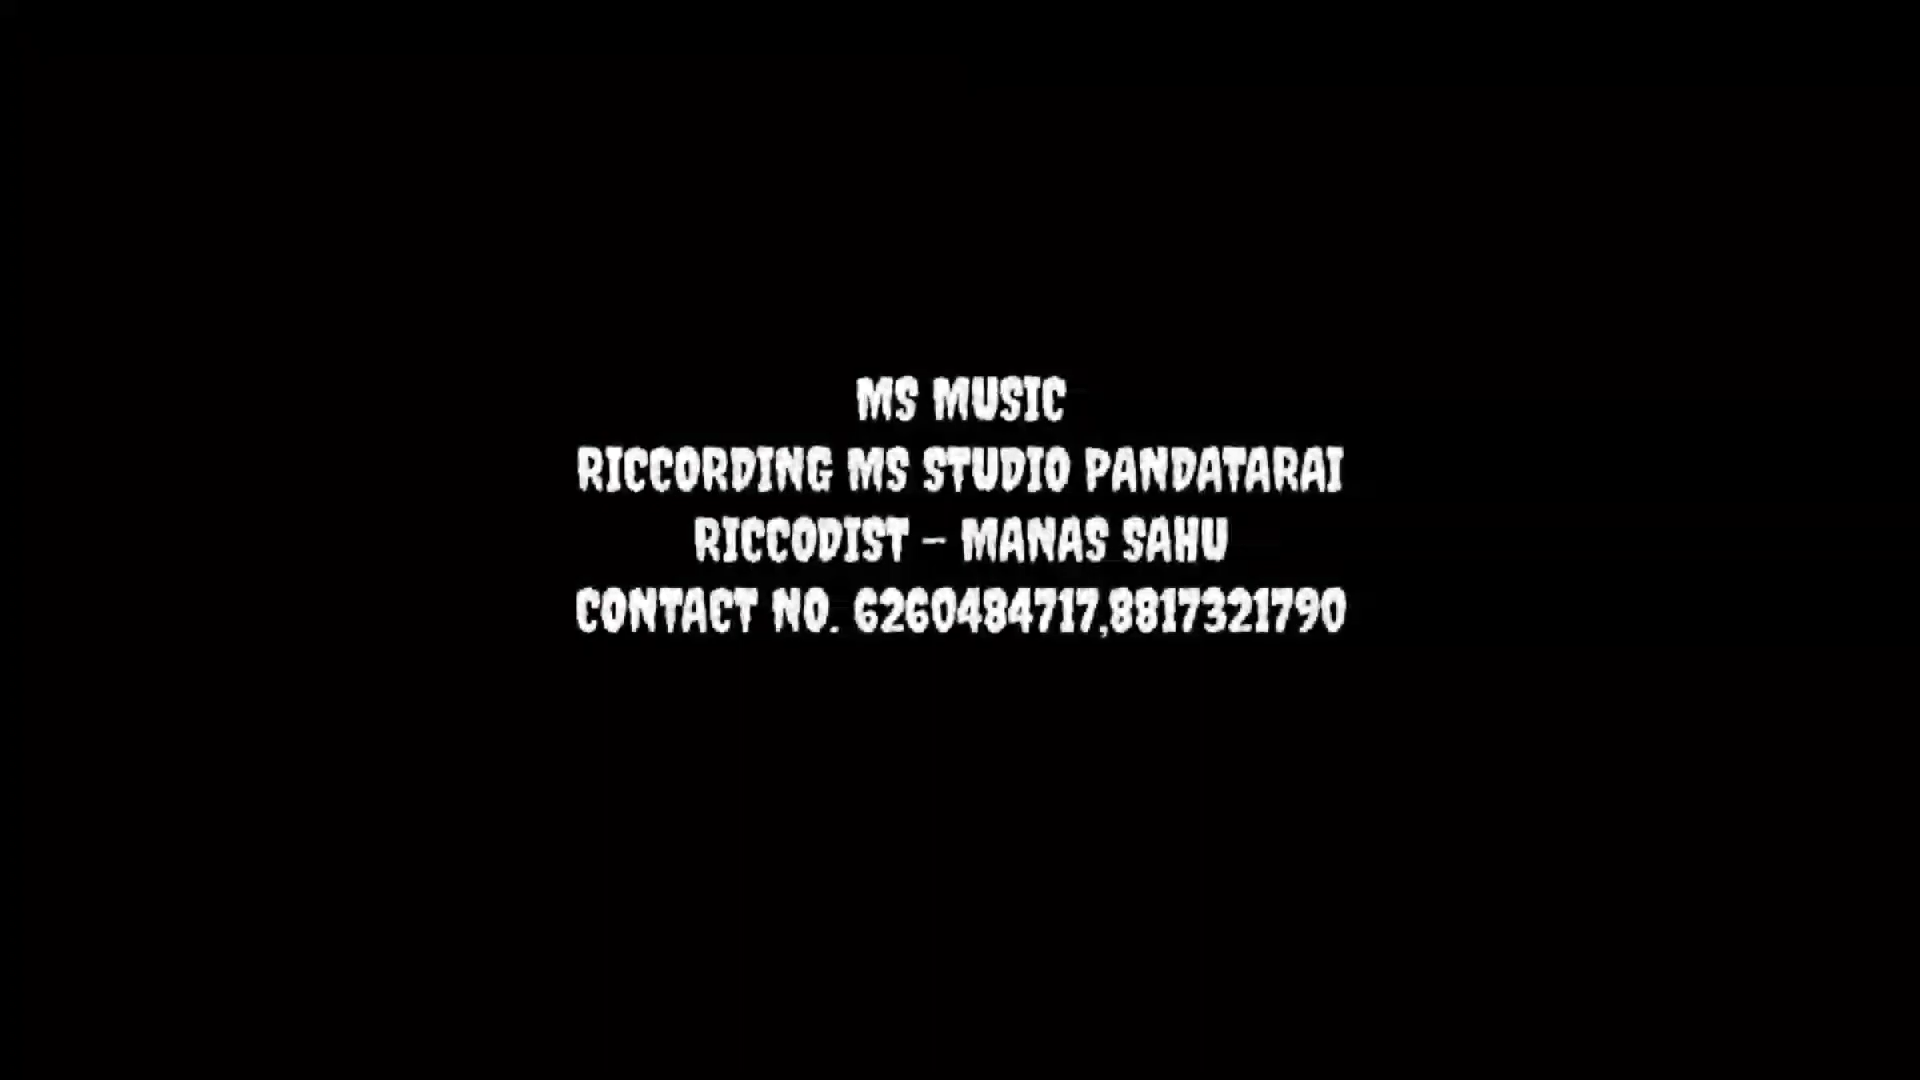 MS MUSIC
RICCORDING MS STUDIO PANDATARAI
RICCODIST - MANAS SAHU
CONTACT NO. 6260484717,8817321790